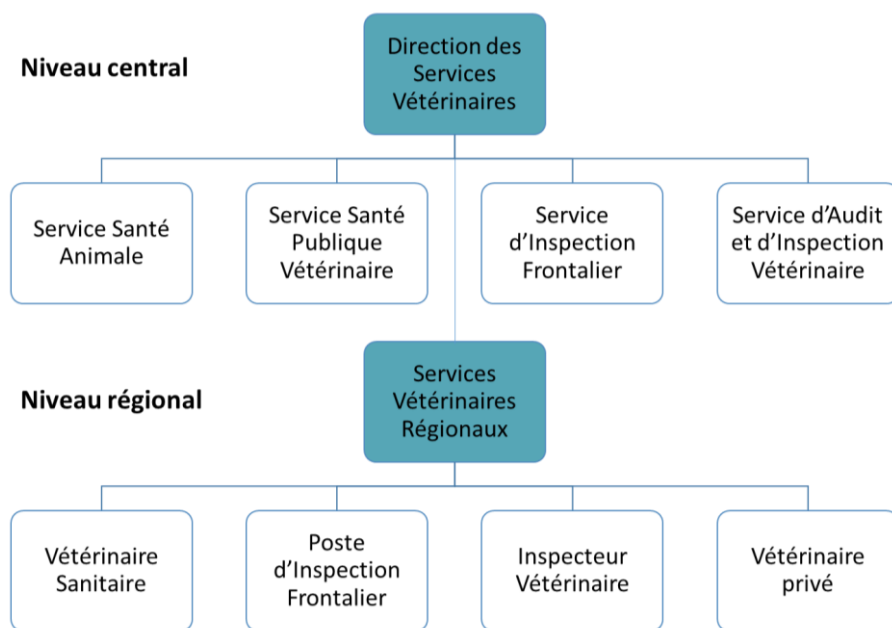 Niveau central
Direction des
Services
Vétérinaires
Service Santé
Animale
Service Santé
Publique
Vétérinaire
Service
d’Inspection
Frontalier
Service d’Audit
et d’Inspection
Vétérinaire
Niveau régional
Services
Vétérinaires
Régionaux
Vétérinaire
Sanitaire
Poste
d’Inspection
Frontalier
Inspecteur
Vétérinaire
Vétérinaire
privé